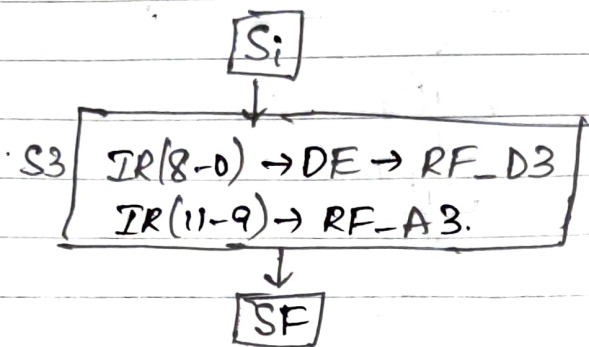 Si
S3 IR(8-0) → DE → RF_D3
IR(11-9) → RF_A3.
SF